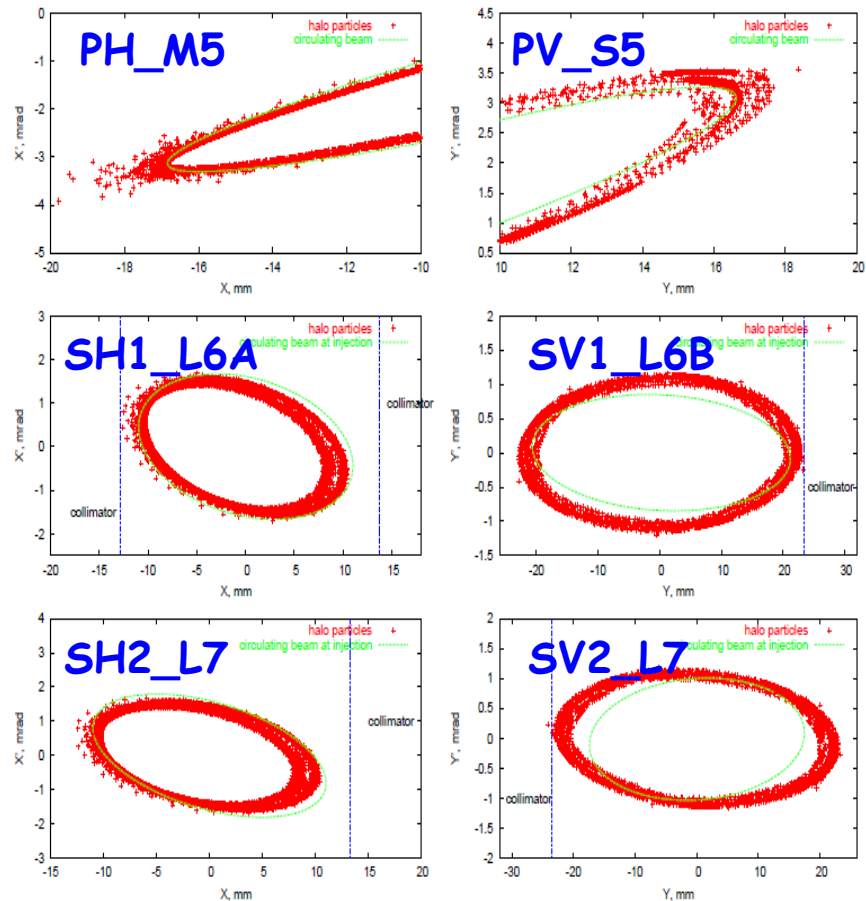 PH_M5
halo particles
circulating beam
X', mrad
0
-1
-2
-3
-4
-5
-20
-18
-16
-14
-12
-10
X, mm
PV_S5
halo particles
circulating beam
Y', mrad
4.5
4
3.5
3
2.5
2
1.5
1
0.5
10
12
14
16
18
20
Y, mm
SH1_L6A
halo particles
circulating beam at injection
collimator
collimator
X', mrad
3
2
1
0
-1
-2
-20
-15
-10
-5
0
5
10
15
X, mm
SV1_L6B
halo particles
circulating beam at injection
collimator
Y', mrad
2
1.5
1
0.5
0
-0.5
-1
-1.5
-20
-10
0
10
20
30
Y, mm
SH2_L7
halo particles
circulating beam at injection
collimator
X', mrad
4
3
2
1
0
-1
-2
-3
-15
-10
-5
0
5
10
15
20
X, mm
SV2_L7
halo particles
circulating beam at injection
collimator
Y', mrad
2
1.5
1
0.5
0
-0.5
-1
-1.5
-2
-30
-20
-10
0
10
20
Y, mm